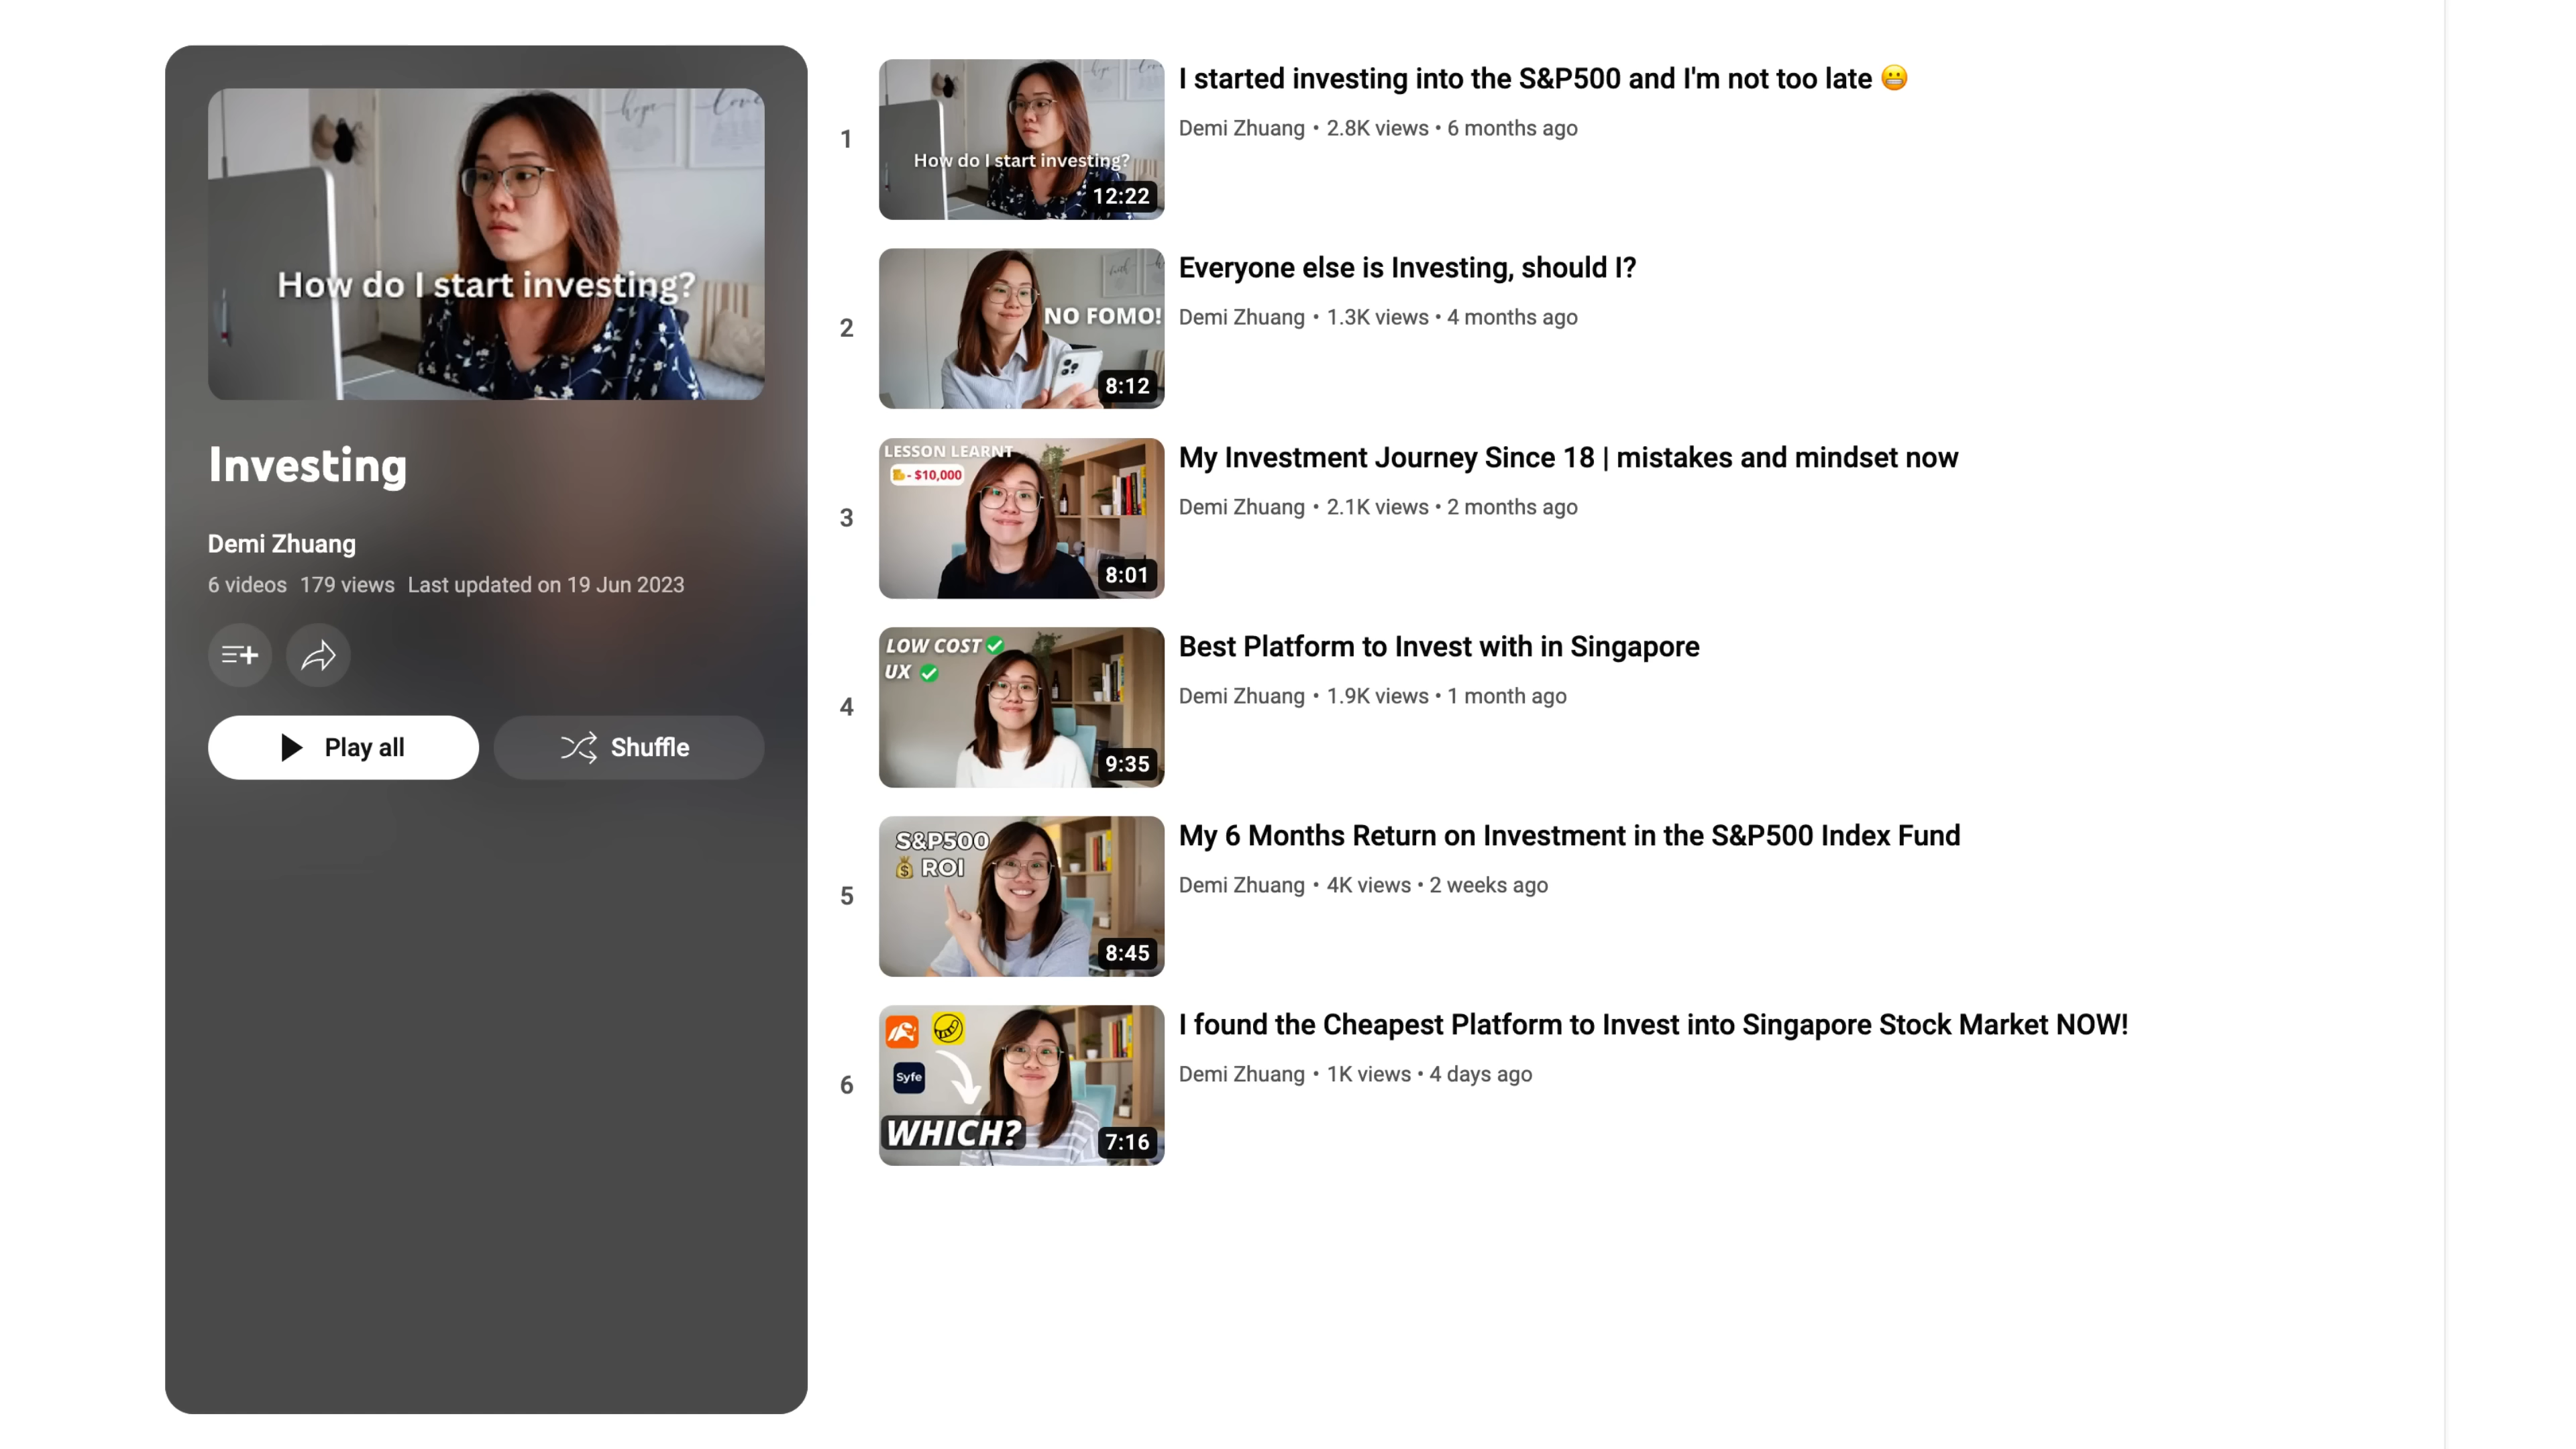 How do I start investing?
Investing
Demi Zhuang
6 videos 179 views Last updated on 19 Jun 2023
Play all
Shuffle
1
How do I start investing?
12:22
I started investing into the S&P500 and I'm not too late 😬
Demi Zhuang • 2.8K views • 6 months ago
2
NO FOMO!
8:12
Everyone else is Investing, should I?
Demi Zhuang • 1.3K views • 4 months ago
3
LESSON LEARNT
- $10,000
8:01
My Investment Journey Since 18 | mistakes and mindset now
Demi Zhuang • 2.1K views • 2 months ago
4
LOW COST ✅
UX ✅
9:35
Best Platform to Invest with in Singapore
Demi Zhuang • 1.9K views • 1 month ago
5
S&P500
💰 ROI
8:45
My 6 Months Return on Investment in the S&P500 Index Fund
Demi Zhuang • 4K views • 2 weeks ago
6
Syfe
WHICH?
7:16
I found the Cheapest Platform to Invest into Singapore Stock Market NOW!
Demi Zhuang • 1K views • 4 days ago